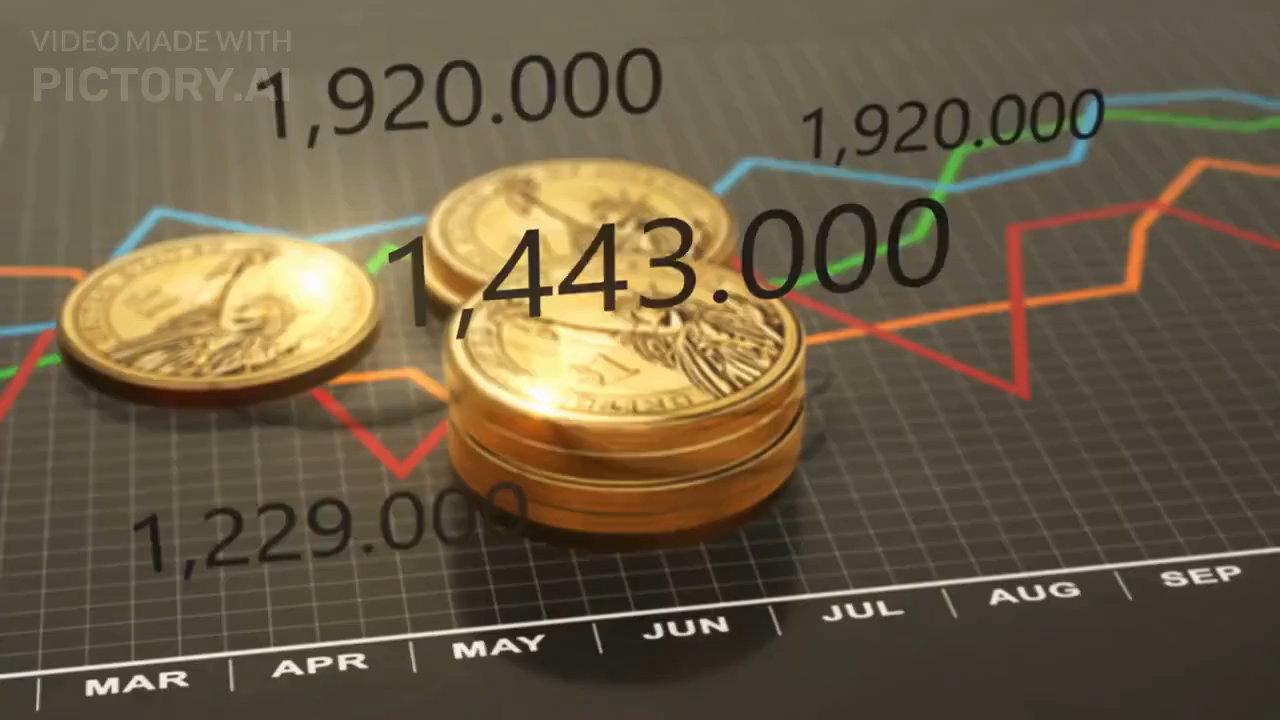 VIDEO MADE WITH
PICTORY.AI
1,920.000
1,920.000
1,443.000
1,229.000
MAR | APR | MAY | JUN | JUL | AUG | SEP
$1